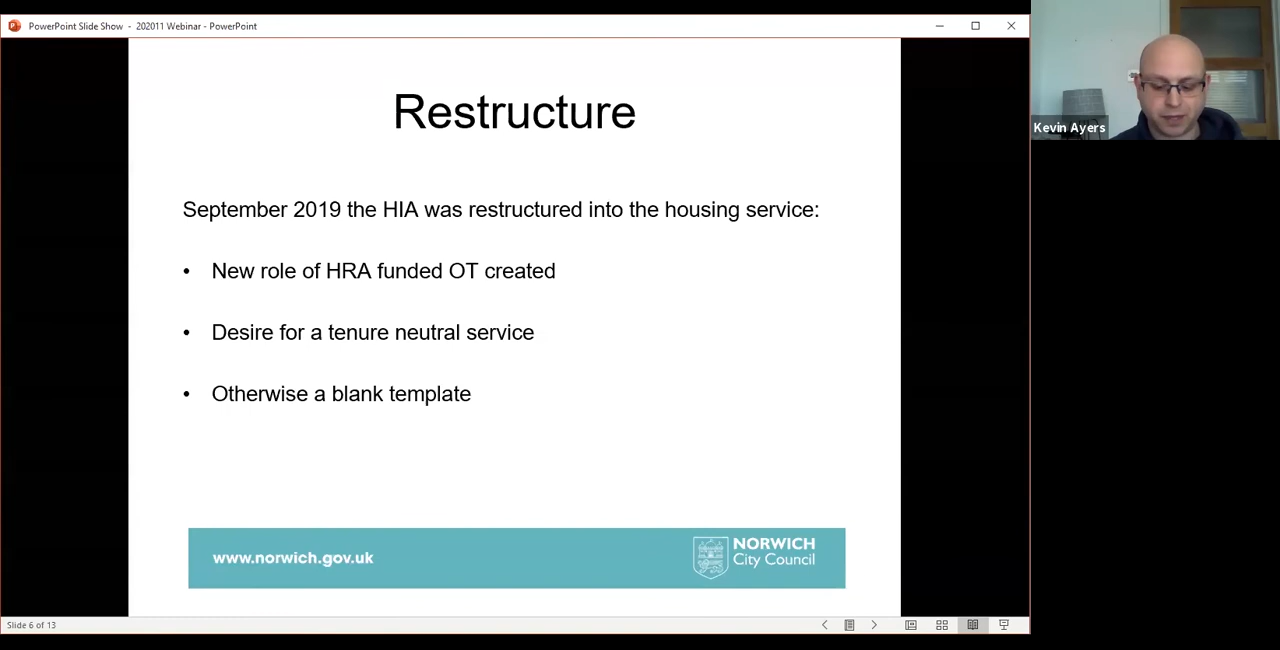 PowerPoint Slide Show - 202011 Webinar - PowerPoint
Restructure
September 2019 the HIA was restructured into the housing service:
• New role of HRA funded OT created
• Desire for a tenure neutral service
• Otherwise a blank template
www.norwich.gov.uk
NORWICH
City Council
Slide 6 of 13
Kevin Ayers